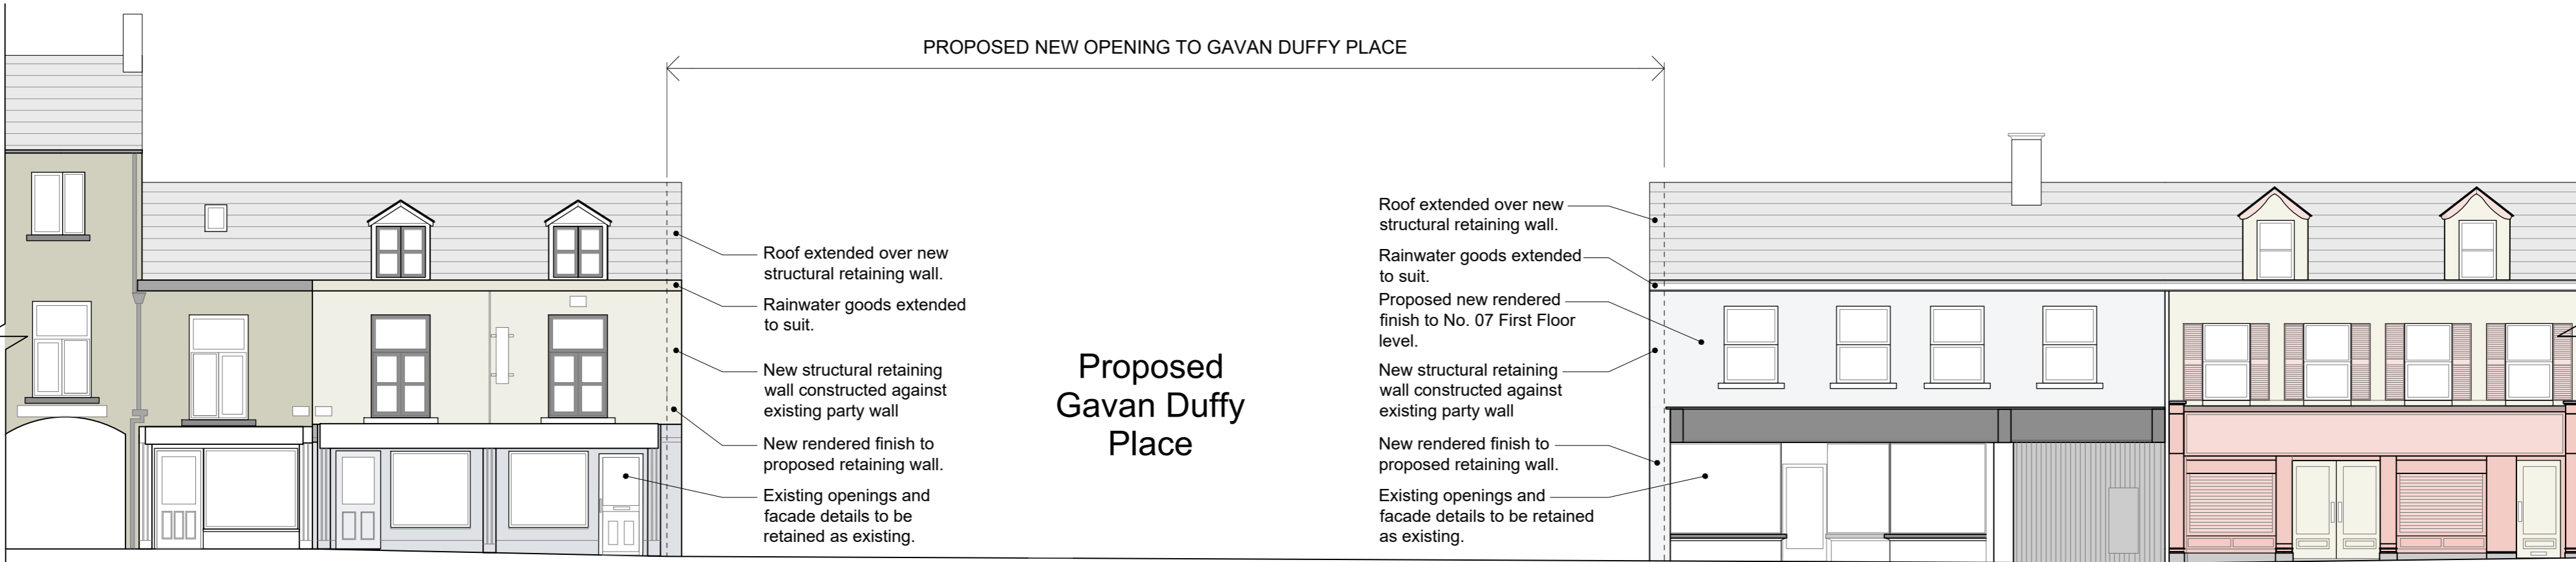 PROPOSED NEW OPENING TO GAVAN DUFFY PLACE
Roof extended over new
structural retaining wall.
Rainwater goods extended
to suit.
New structural retaining
wall constructed against
existing party wall
New rendered finish to
proposed retaining wall.
Existing openings and
facade details to be
retained as existing.
Proposed
Gavan Duffy
Place
Roof extended over new
structural retaining wall.
Rainwater goods extended
to suit.
Proposed new rendered
finish to No. 07 First Floor
level.
New structural retaining
wall constructed against
existing party wall
New rendered finish to
proposed retaining wall.
Existing openings and
facade details to be retained
as existing.